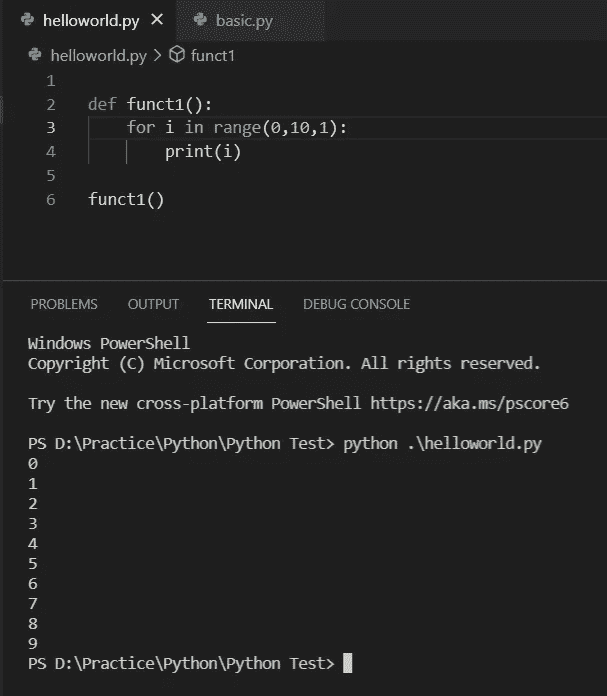 helloworld.py × basic.py
helloworld.py > funct1
1
2 def funct1():
3     for i in range(0,10,1):
4         print(i)
5
6 funct1()
PROBLEMS OUTPUT TERMINAL DEBUG CONSOLE
Windows PowerShell
Copyright (C) Microsoft Corporation. All rights reserved.
Try the new cross-platform PowerShell https://aka.ms/pscore6
PS D:\Practice\Python\Python Test> python .\helloworld.py
0
1
2
3
4
5
6
7
8
9
PS D:\Practice\Python\Python Test>